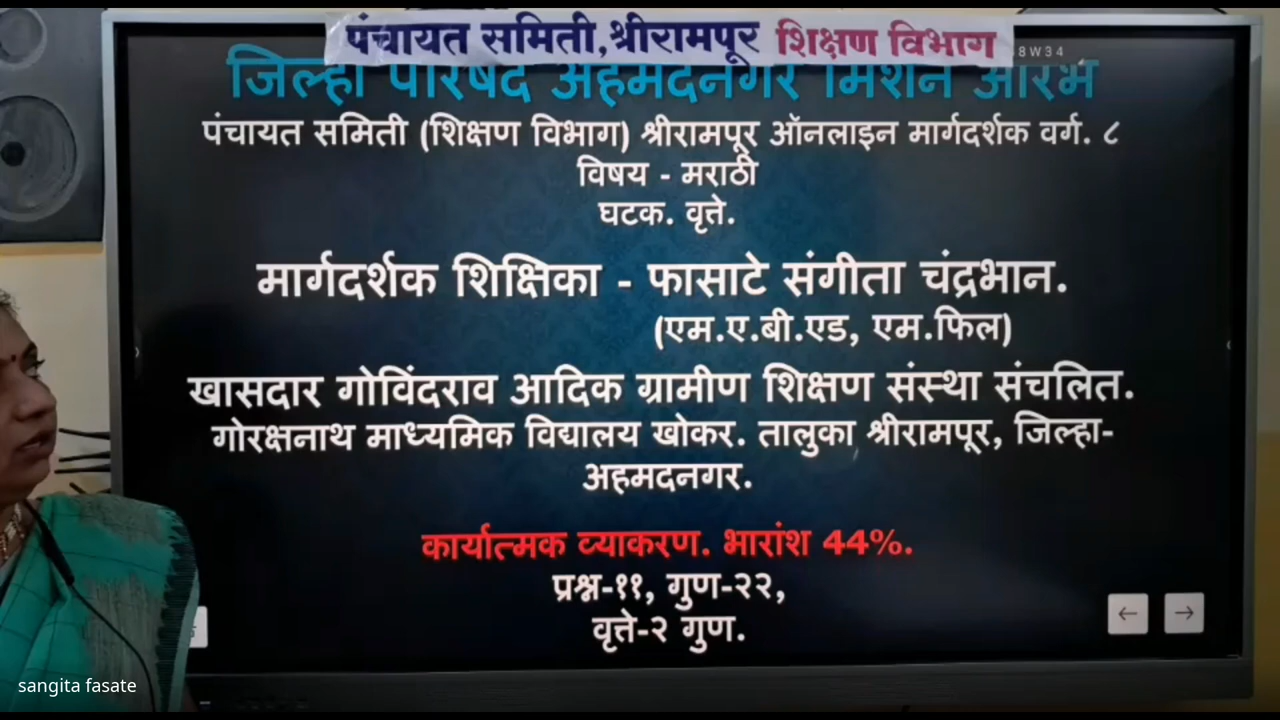 पंचायत समिती,श्रीरामपूर शिक्षण विभाग
8W34
जिल्हा परिषद अहमदनगर मिशन आरंभ
पंचायत समिती (शिक्षण विभाग) श्रीरामपूर ऑनलाइन मार्गदर्शक वर्ग. ८
विषय - मराठी
घटक. वृत्ते.
मार्गदर्शक शिक्षिका - फासाटे संगीता चंद्रभान.
(एम.ए.बी.एड, एम.फिल)
खासदार गोविंदराव आदिक ग्रामीण शिक्षण संस्था संचलित.
गोरक्षनाथ माध्यमिक विद्यालय खोकर. तालुका श्रीरामपूर, जिल्हा-
अहमदनगर.
कार्यात्मक व्याकरण. भारांश 44%.
प्रश्न-११, गुण-२२,
वृत्ते-२ गुण.
sangita fasate